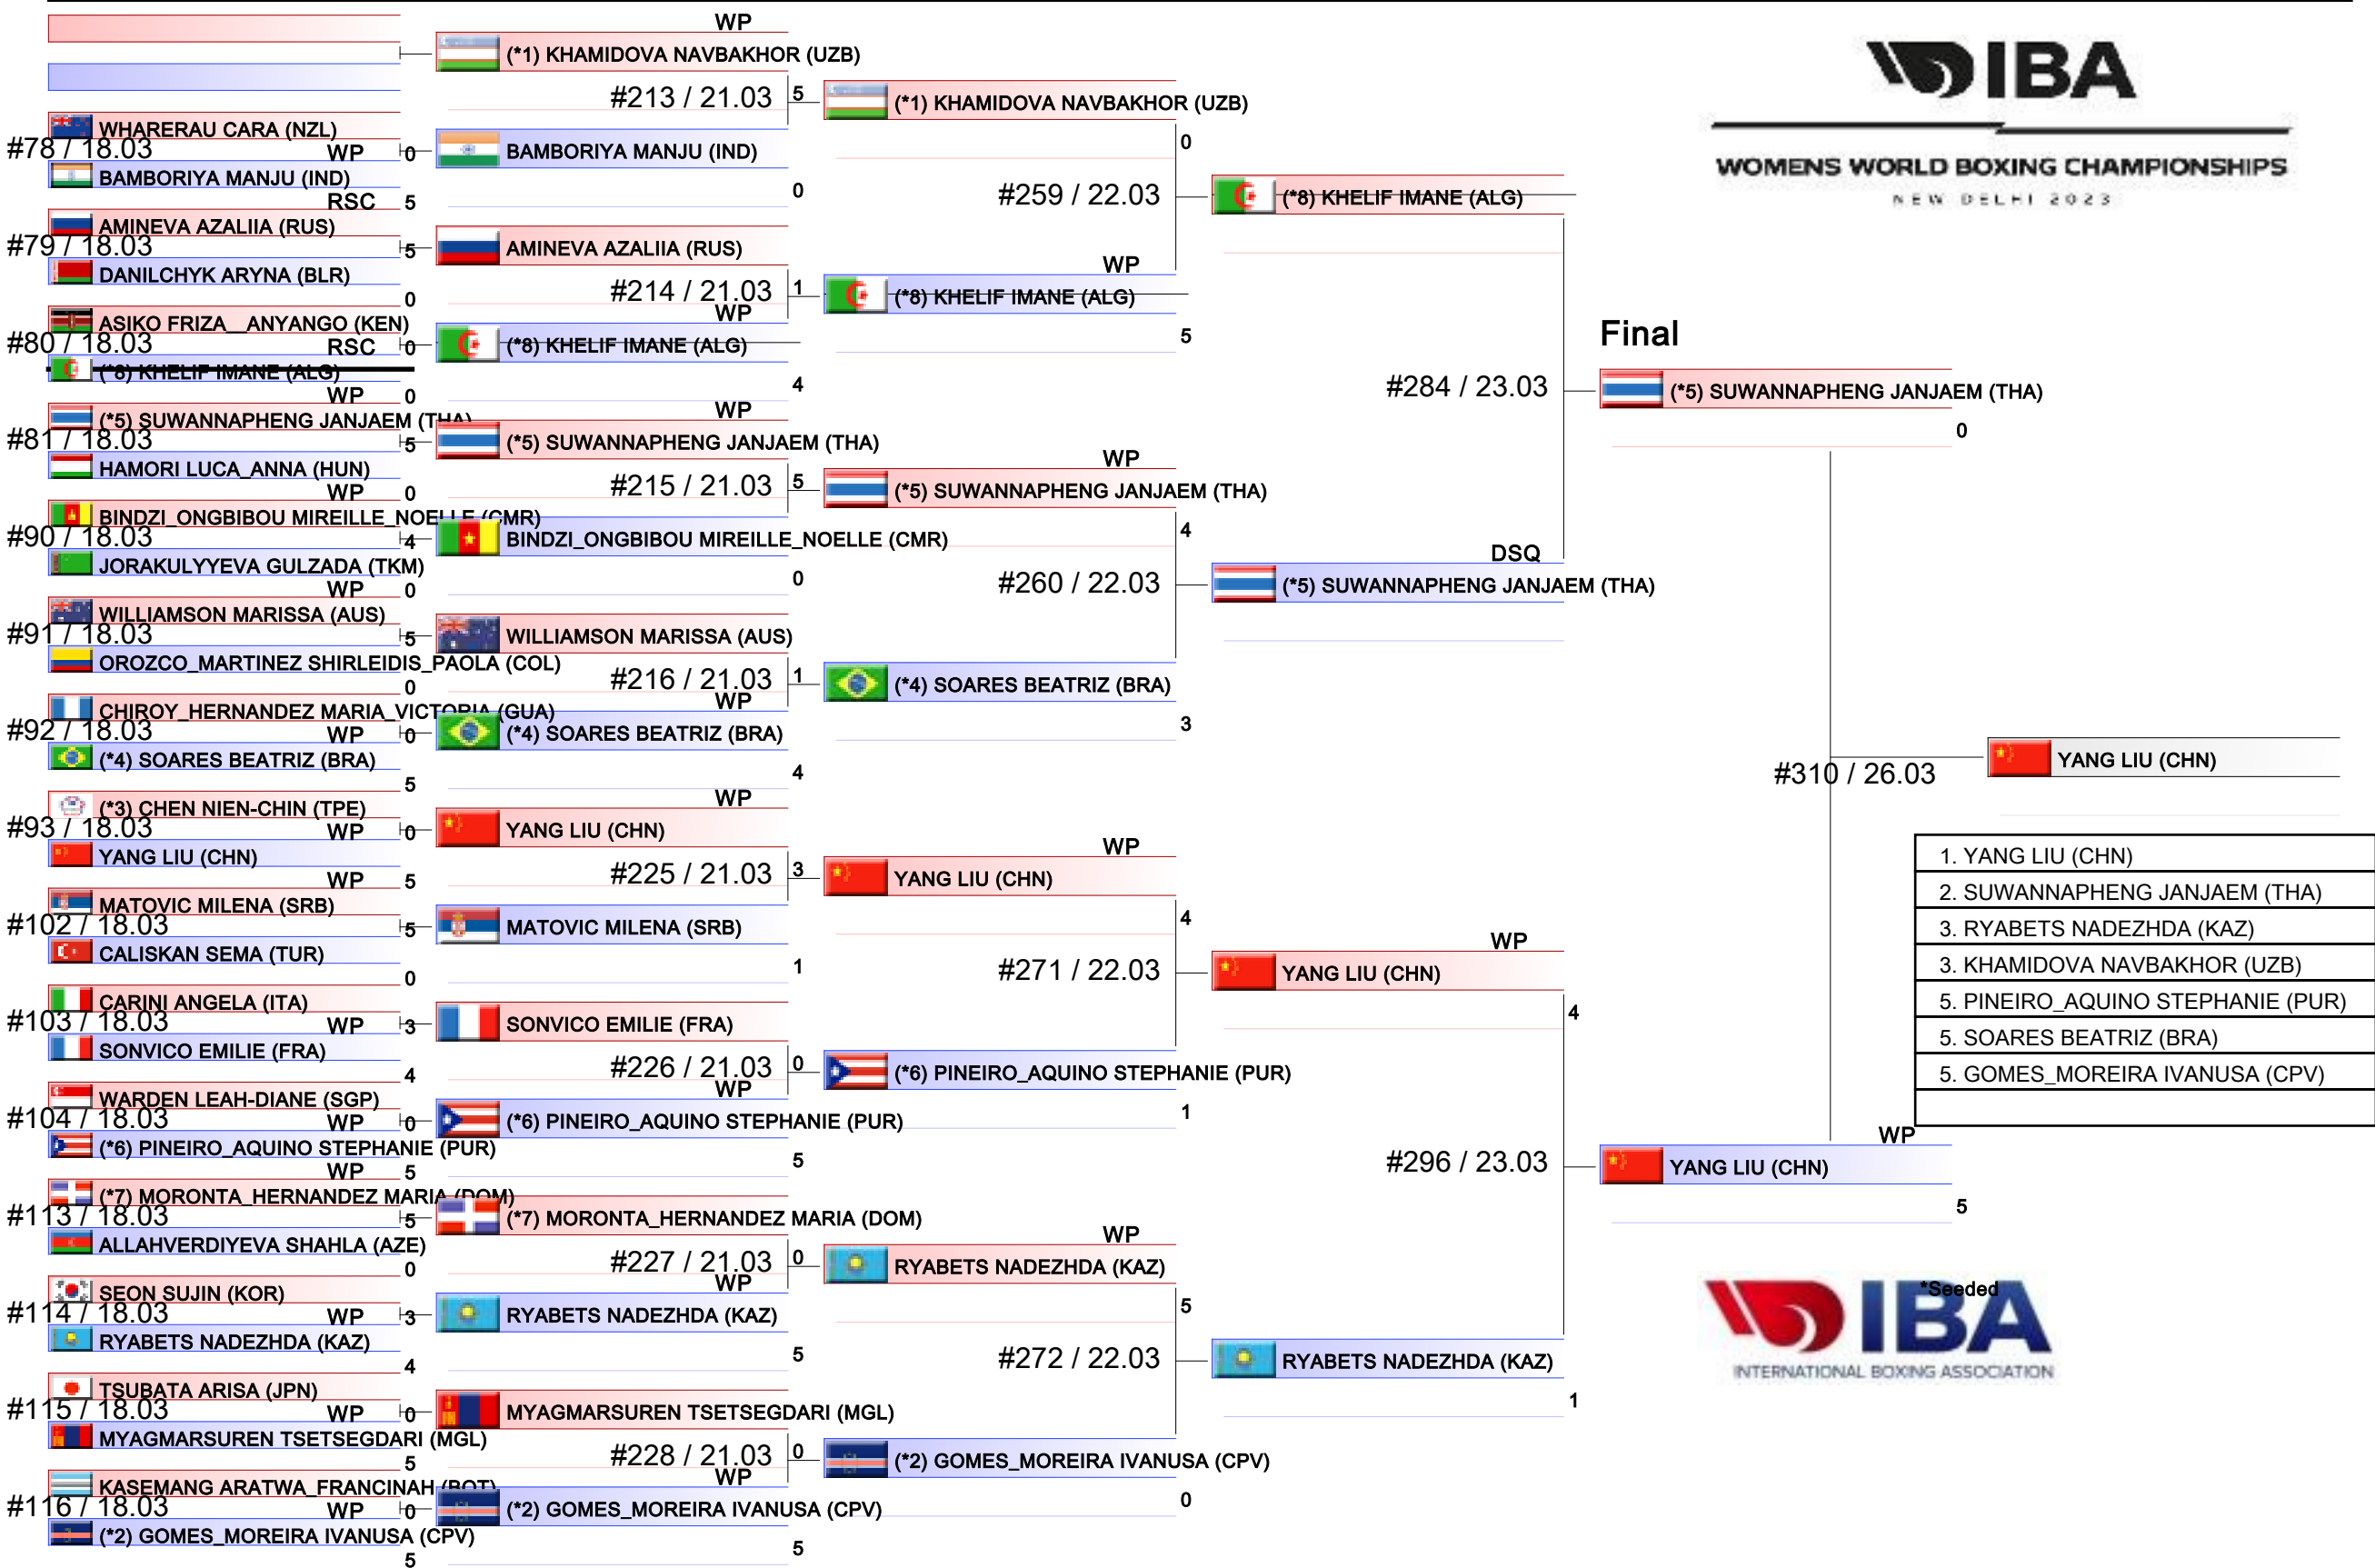 WP
(*1) KHAMIDOVA NAVBAKHOR (UZB)
#213 / 21.03
5
(*1) KHAMIDOVA NAVBAKHOR (UZB)
0
WHARERAU CARA (NZL)
#78 / 18.03
WP
0
BAMBORIYA MANJU (IND)
BAMBORIYA MANJU (IND)
RSC
5
0
#259 / 22.03
(*8) KHELIF IMANE (ALG)
AMINEVA AZALIIA (RUS)
#79 / 18.03
5
AMINEVA AZALIIA (RUS)
DANILCHYK ARYNA (BLR)
0
#214 / 21.03
1
WP
WP
(*8) KHELIF IMANE (ALG)
5
ASIKO FRIZA__ANYANGO (KEN)
#80 / 18.03
RSC
0
(*8) KHELIF IMANE (ALG)
(*8) KHELIF IMANE (ALG)
WP
0
4
#284 / 23.03
Final
(*5) SUWANNAPHENG JANJAEM (THA)
0
(*5) SUWANNAPHENG JANJAEM (THA)
#81 / 18.03
5
WP
(*5) SUWANNAPHENG JANJAEM (THA)
HAMORI LUCA_ANNA (HUN)
WP
0
#215 / 21.03
5
WP
(*5) SUWANNAPHENG JANJAEM (THA)
4
BINDZI_ONGBIBOU MIREILLE_NOELLE (CMR)
#90 / 18.03
4
BINDZI_ONGBIBOU MIREILLE_NOELLE (CMR)
JORAKULYYEVA GULZADA (TKM)
WP
0
0
#260 / 22.03
DSQ
(*5) SUWANNAPHENG JANJAEM (THA)
WILLIAMSON MARISSA (AUS)
#91 / 18.03
5
WILLIAMSON MARISSA (AUS)
OROZCO_MARTINEZ SHIRLEIDIS_PAOLA (COL)
0
#216 / 21.03
1
WP
(*4) SOARES BEATRIZ (BRA)
3
CHIROY_HERNANDEZ MARIA_VICTORIA (GUA)
#92 / 18.03
WP
0
(*4) SOARES BEATRIZ (BRA)
(*4) SOARES BEATRIZ (BRA)
5
4
#310 / 26.03
YANG LIU (CHN)
(*3) CHEN NIEN-CHIN (TPE)
#93 / 18.03
WP
0
WP
YANG LIU (CHN)
YANG LIU (CHN)
WP
5
#225 / 21.03
3
WP
YANG LIU (CHN)
4
MATOVIC MILENA (SRB)
#102 / 18.03
5
MATOVIC MILENA (SRB)
CALISKAN SEMA (TUR)
0
1
#271 / 22.03
WP
YANG LIU (CHN)
4
CARINI ANGELA (ITA)
#103 / 18.03
WP
3
SONVICO EMILIE (FRA)
SONVICO EMILIE (FRA)
4
#226 / 21.03
0
WP
(*6) PINEIRO_AQUINO STEPHANIE (PUR)
1
WARDEN LEAH-DIANE (SGP)
#104 / 18.03
WP
0
(*6) PINEIRO_AQUINO STEPHANIE (PUR)
(*6) PINEIRO_AQUINO STEPHANIE (PUR)
WP
5
5
#296 / 23.03
WP
YANG LIU (CHN)
5
(*7) MORONTA_HERNANDEZ MARIA (DOM)
#113 / 18.03
5
(*7) MORONTA_HERNANDEZ MARIA (DOM)
ALLAHVERDIYEVA SHAHLA (AZE)
0
#227 / 21.03
0
WP
WP
RYABETS NADEZHDA (KAZ)
5
SEON SUJIN (KOR)
#114 / 18.03
WP
3
RYABETS NADEZHDA (KAZ)
RYABETS NADEZHDA (KAZ)
4
5
#272 / 22.03
RYABETS NADEZHDA (KAZ)
1
TSUBATA ARISA (JPN)
#115 / 18.03
WP
0
MYAGMARSUREN TSETSEGDARI (MGL)
MYAGMARSUREN TSETSEGDARI (MGL)
5
#228 / 21.03
0
WP
(*2) GOMES_MOREIRA IVANUSA (CPV)
0
KASEMANG ARATWA_FRANCINAH (BOT)
#116 / 18.03
WP
0
(*2) GOMES_MOREIRA IVANUSA (CPV)
(*2) GOMES_MOREIRA IVANUSA (CPV)
5
5
IBA
WOMENS WORLD BOXING CHAMPIONSHIPS
NEW DELHI 2023
1. YANG LIU (CHN)
2. SUWANNAPHENG JANJAEM (THA)
3. RYABETS NADEZHDA (KAZ)
3. KHAMIDOVA NAVBAKHOR (UZB)
5. PINEIRO_AQUINO STEPHANIE (PUR)
5. SOARES BEATRIZ (BRA)
5. GOMES_MOREIRA IVANUSA (CPV)
*Seeded
IBA
INTERNATIONAL BOXING ASSOCIATION